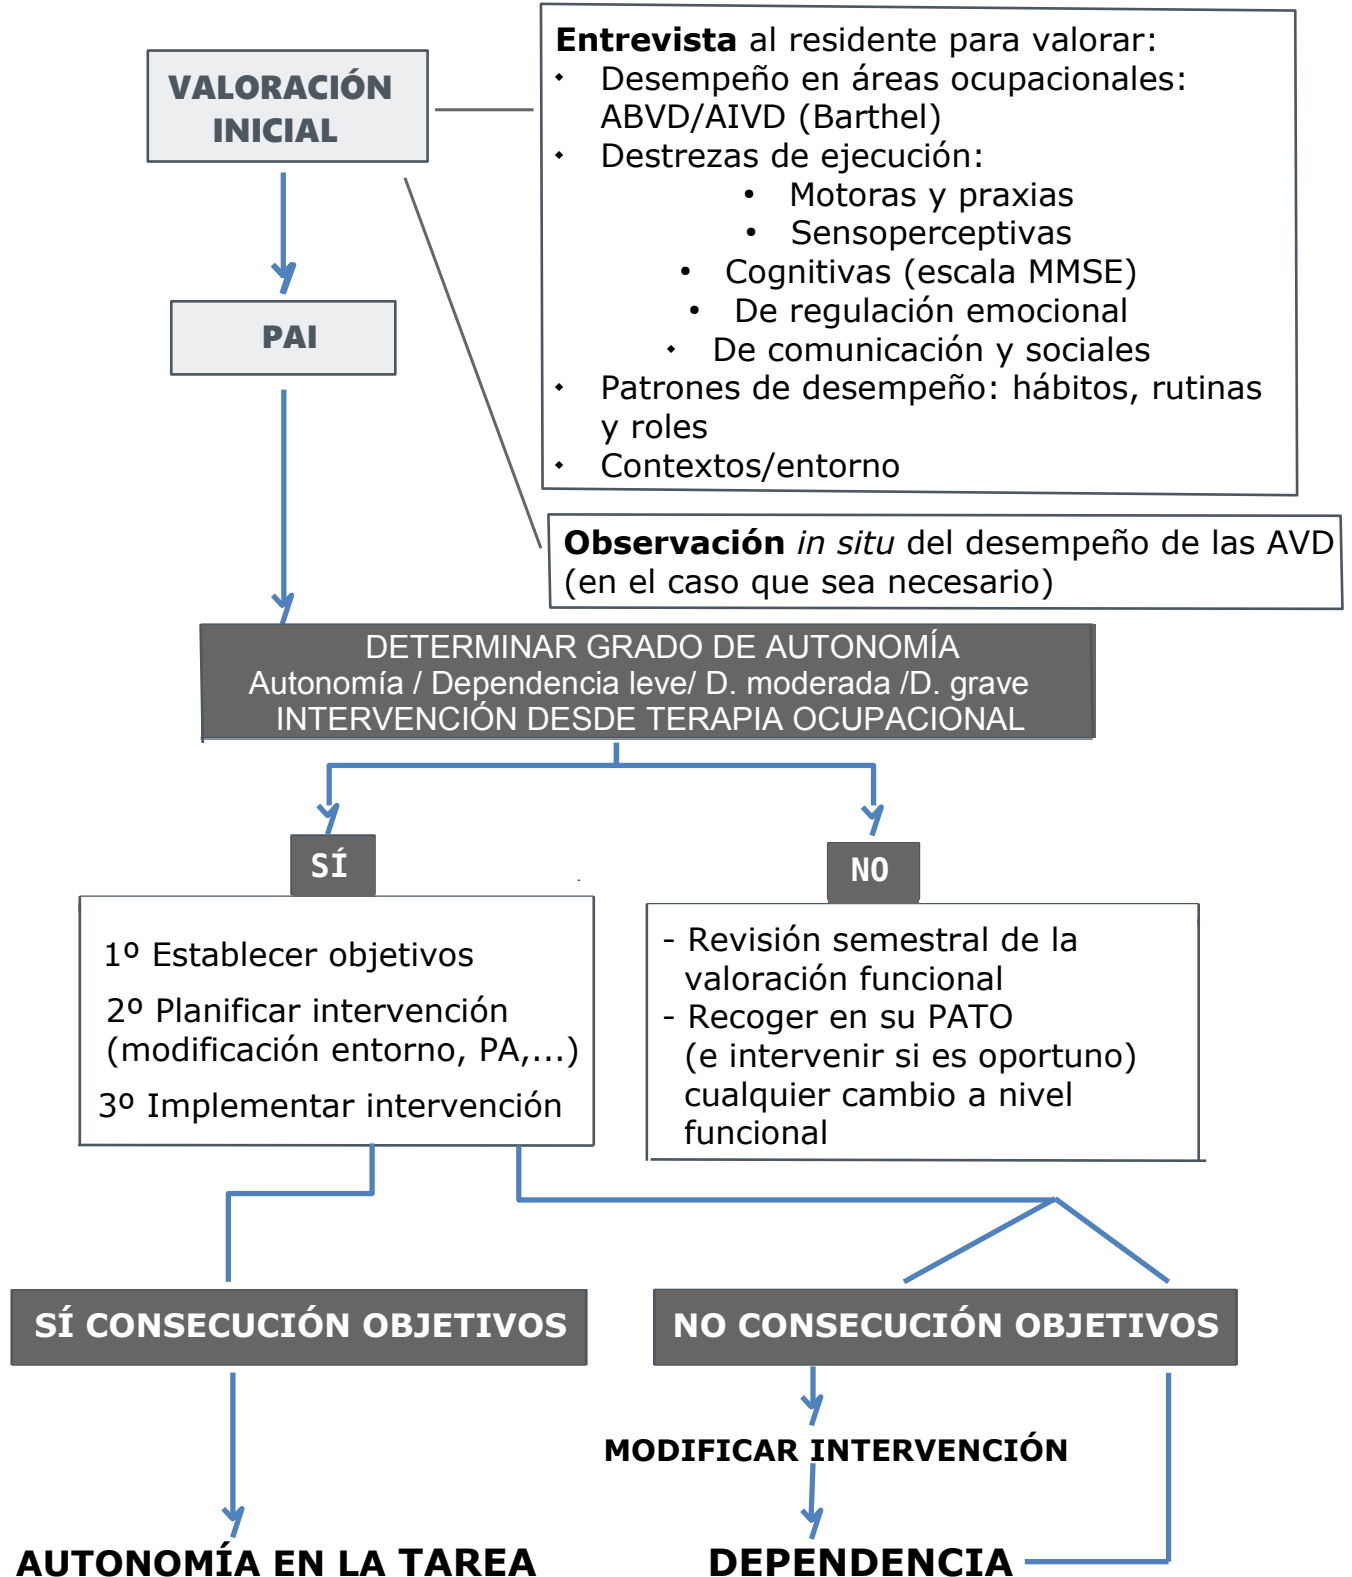 VALORACIÓN
INICIAL
Entrevista al residente para valorar:
· Desempeño en áreas ocupacionales:
ABVD/AIVD (Barthel)
· Destrezas de ejecución:
• Motoras y praxias
• Sensoperceptivas
• Cognitivas (escala MMSE)
• De regulación emocional
· De comunicación y sociales
· Patrones de desempeño: hábitos, rutinas
y roles
· Contextos/entorno
PAI
Observación in situ del desempeño de las AVD
(en el caso que sea necesario)
DETERMINAR GRADO DE AUTONOMÍA
Autonomía / Dependencia leve/ D. moderada /D. grave
INTERVENCIÓN DESDE TERAPIA OCUPACIONAL
SÍ
1º Establecer objetivos
2º Planificar intervención
(modificación entorno, PA,...)
3º Implementar intervención
NO
- Revisión semestral de la
valoración funcional
- Recoger en su PATO
(e intervenir si es oportuno)
cualquier cambio a nivel
funcional
SÍ CONSECUCIÓN OBJETIVOS
NO CONSECUCIÓN OBJETIVOS
MODIFICAR INTERVENCIÓN
AUTONOMÍA EN LA TAREA
DEPENDENCIA